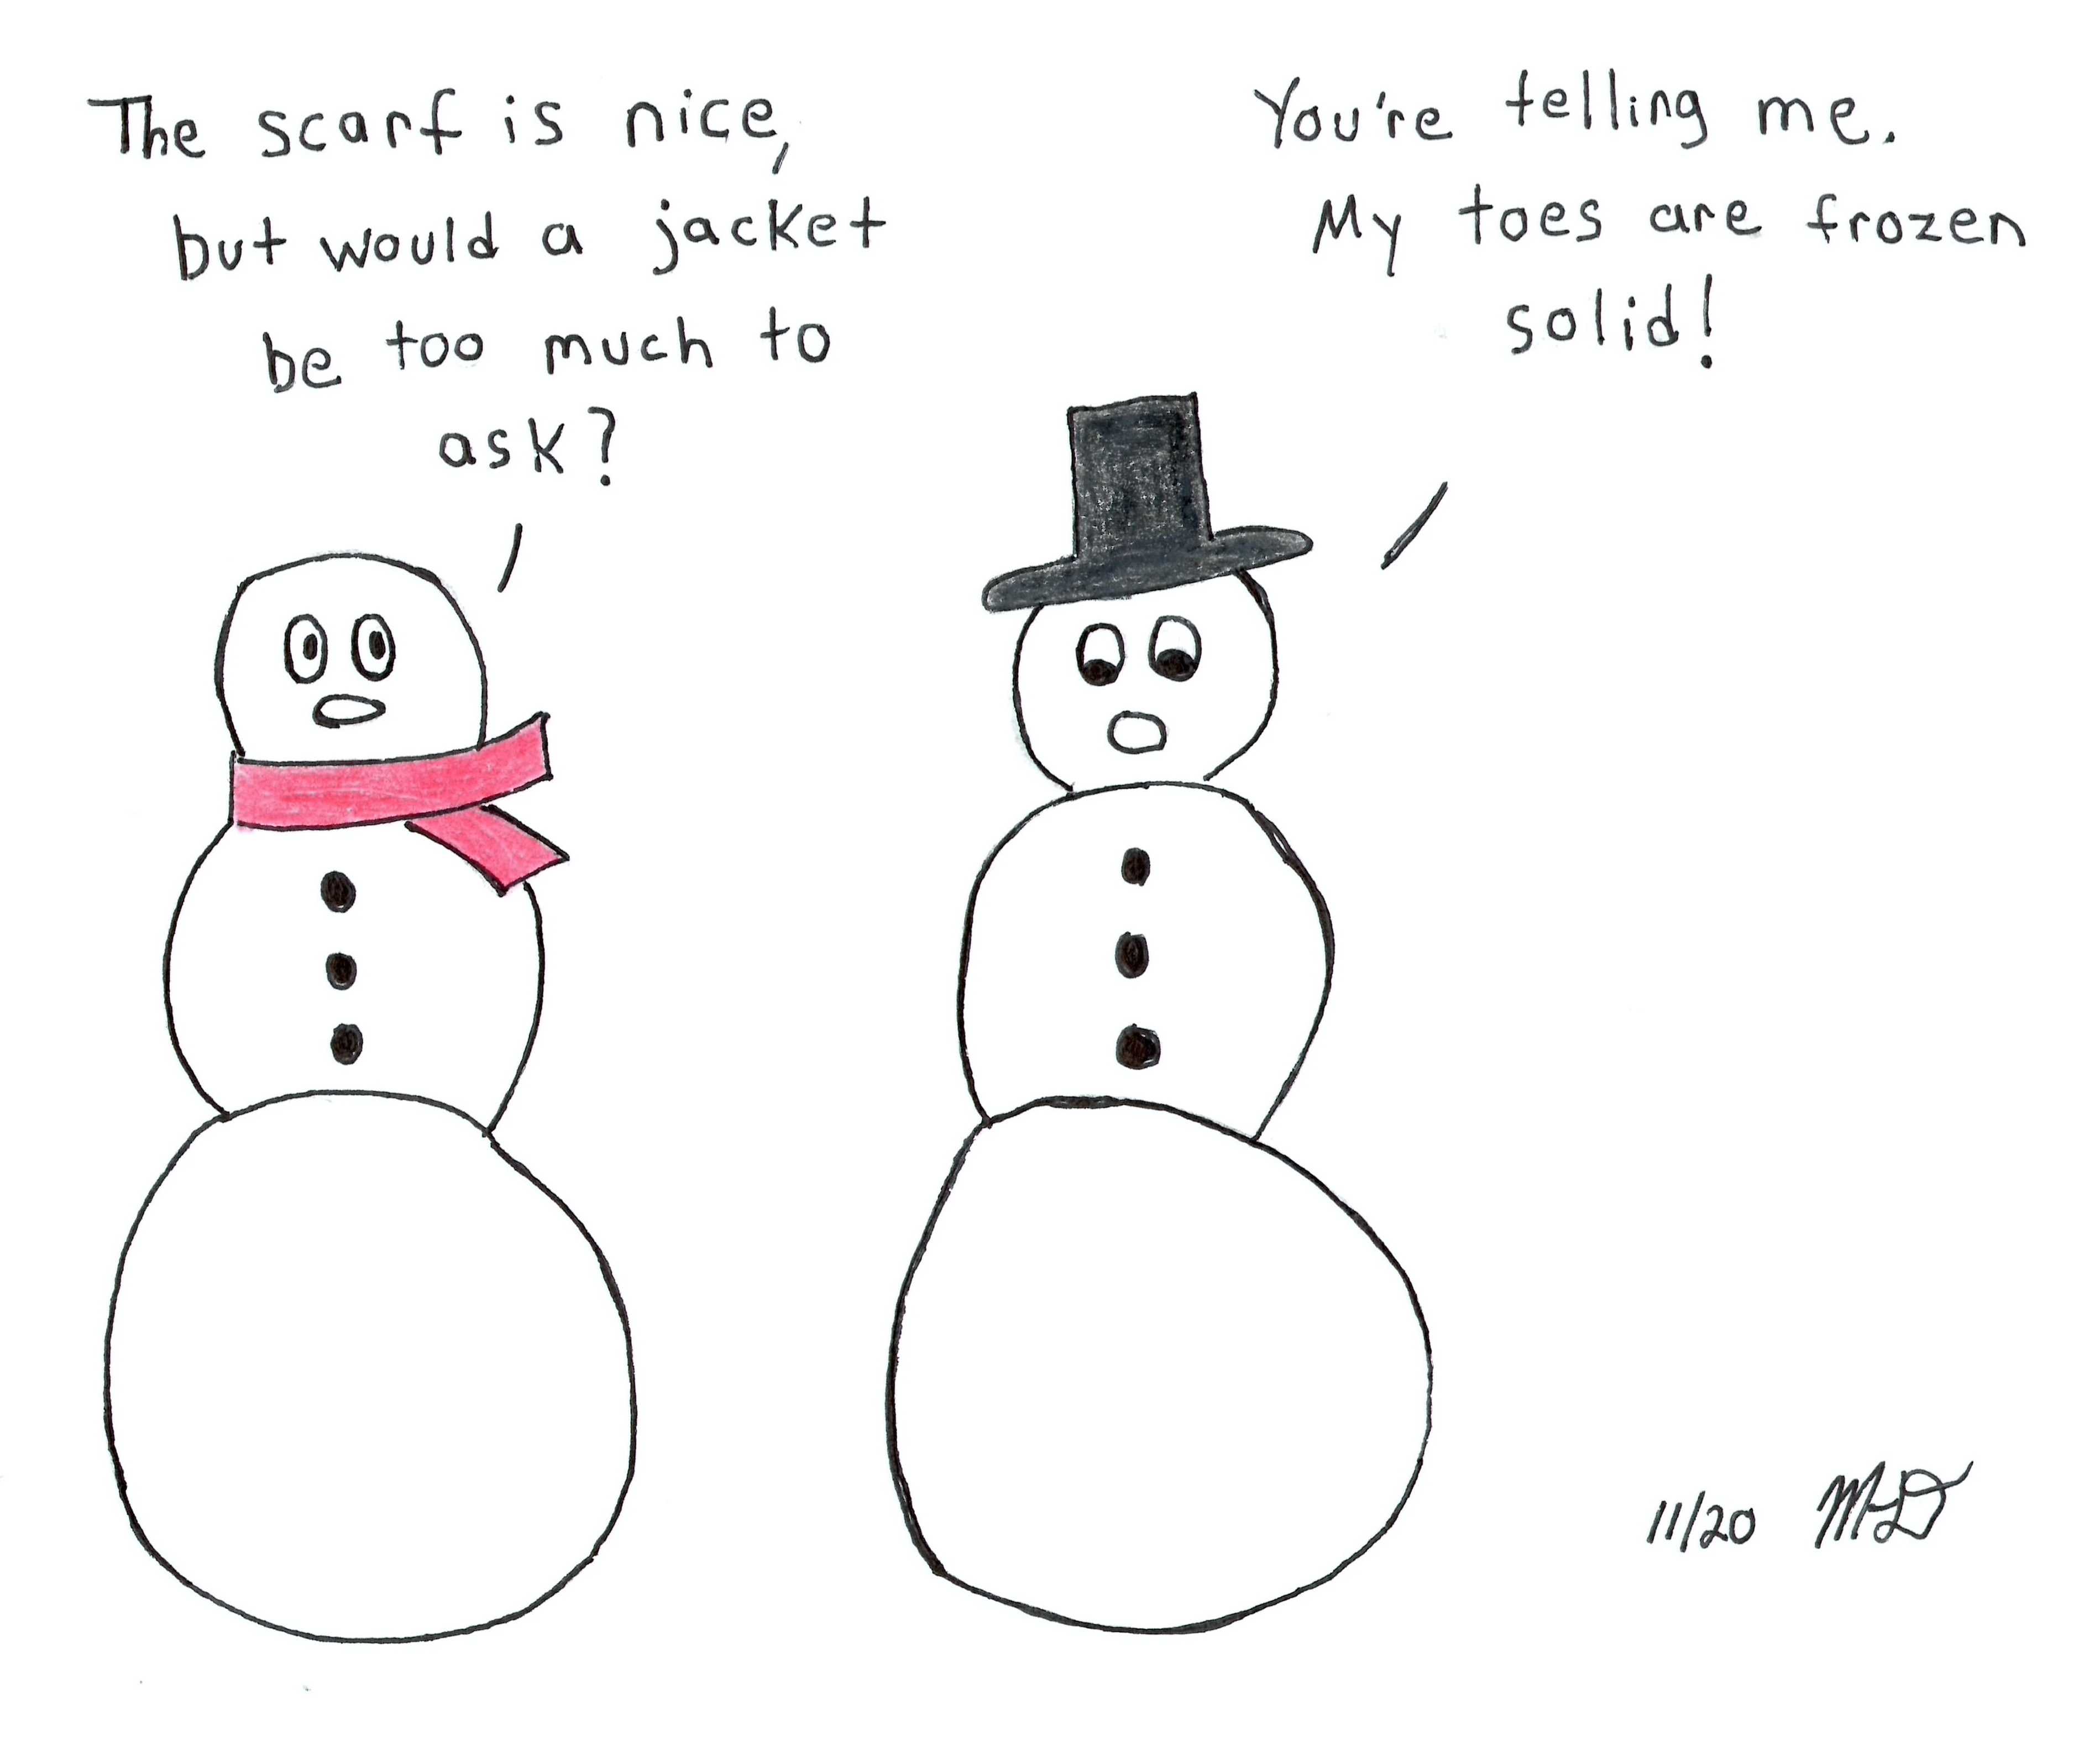 The scarf is nice,
but would a jacket
be too much to
ask?
You're telling me.
My toes are frozen
solid!
11/20 MD